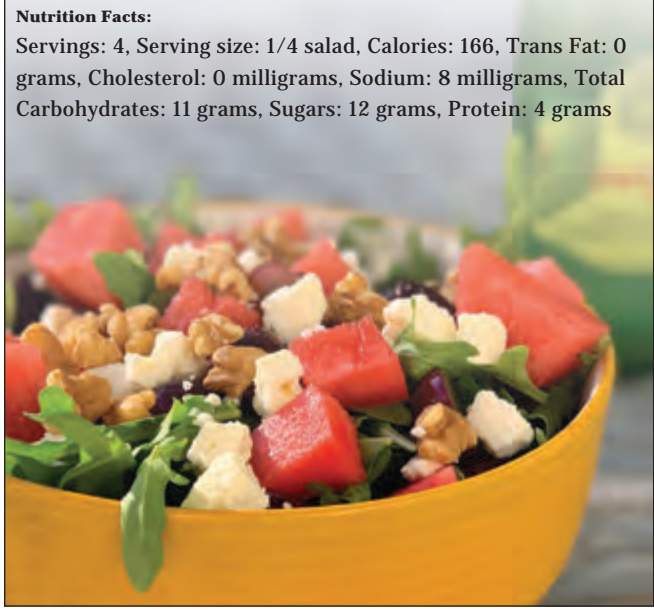 Nutrition Facts:
Servings: 4, Serving size: 1/4 salad, Calories: 166, Trans Fat: 0
grams, Cholesterol: 0 milligrams, Sodium: 8 milligrams, Total
Carbohydrates: 11 grams, Sugars: 12 grams, Protein: 4 grams